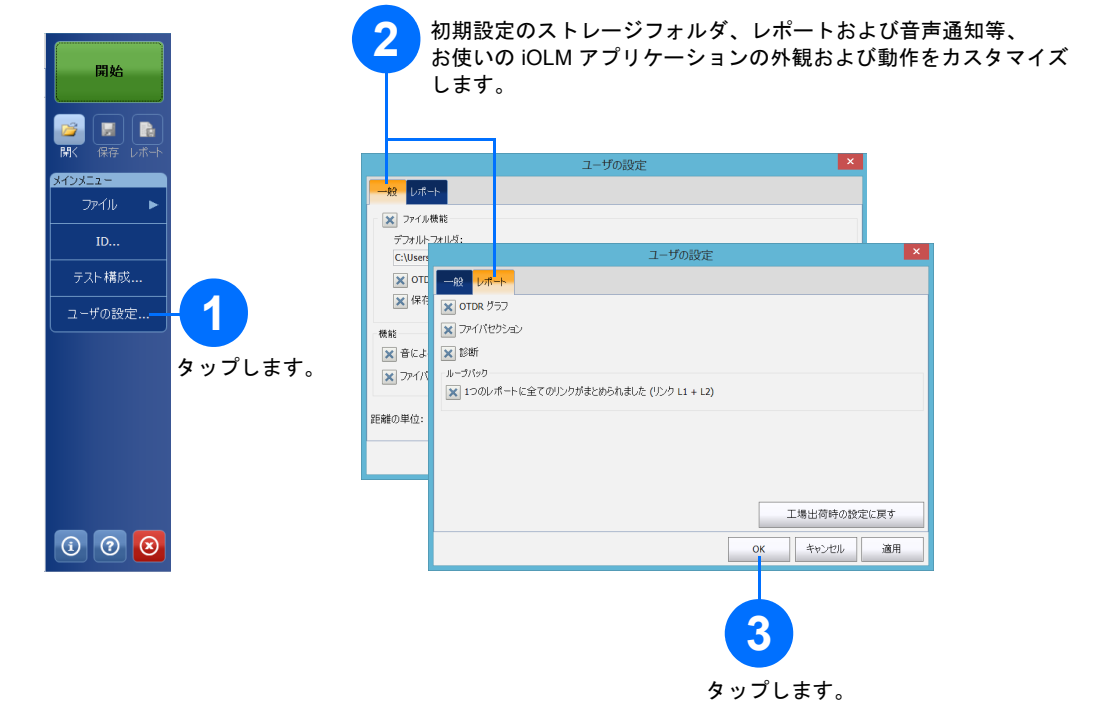 2
初期設定のストレージフォルダ、レポートおよび音声通知等、
お使いの iOLM アプリケーションの外観および動作をカスタマイズ
します。
開始
開く 保存 レポート
メインメニュー
ファイル
ID...
テスト構成...
ユーザの設定...
1
タップします。
ユーザの設定
一般 レポート
ファイル機能
デフォルトフォルダ:
C:\Users
OTD
保存
機能
音によ
ファイバ
距離の単位:
ユーザの設定
一般 レポート
OTDR グラフ
ファイバセクション
診断
ループバック
1つのレポートに全てのリンクがまとめられました (リンク L1 + L2)
工場出荷時の設定に戻す
OK キャンセル 適用
3
タップします。